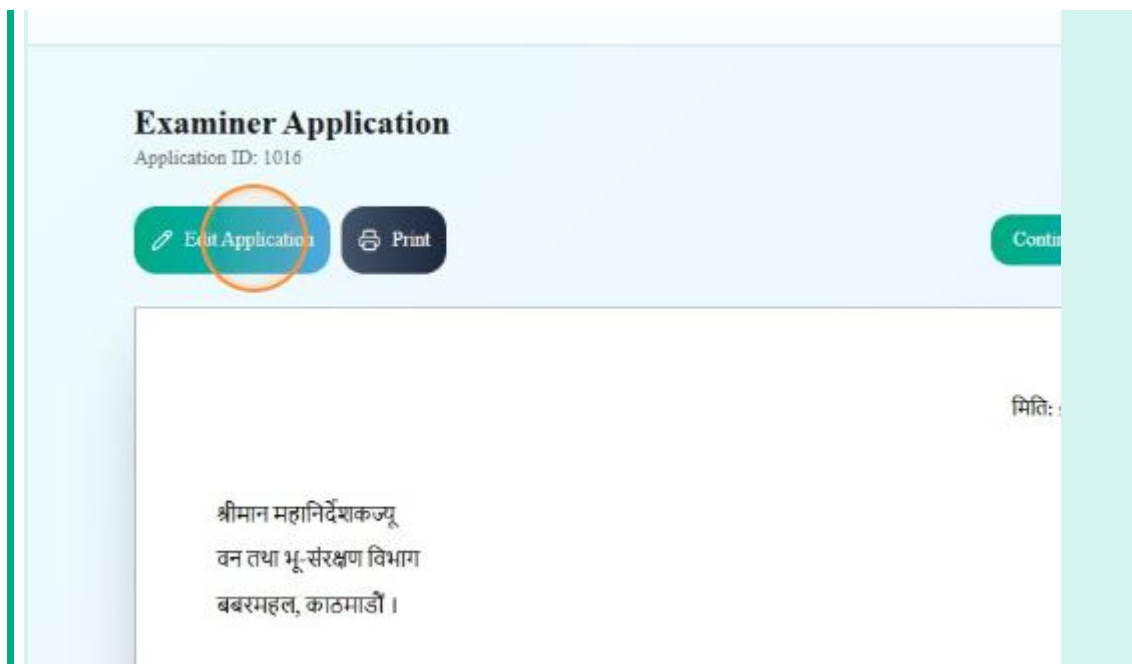 Examiner Application
Application ID: 1016
Edit Application
Print
मिति:
श्रीमान महानिर्देशकज्यू
वन तथा भू-संरक्षण विभाग
बबरमहल, काठमाडौं ।